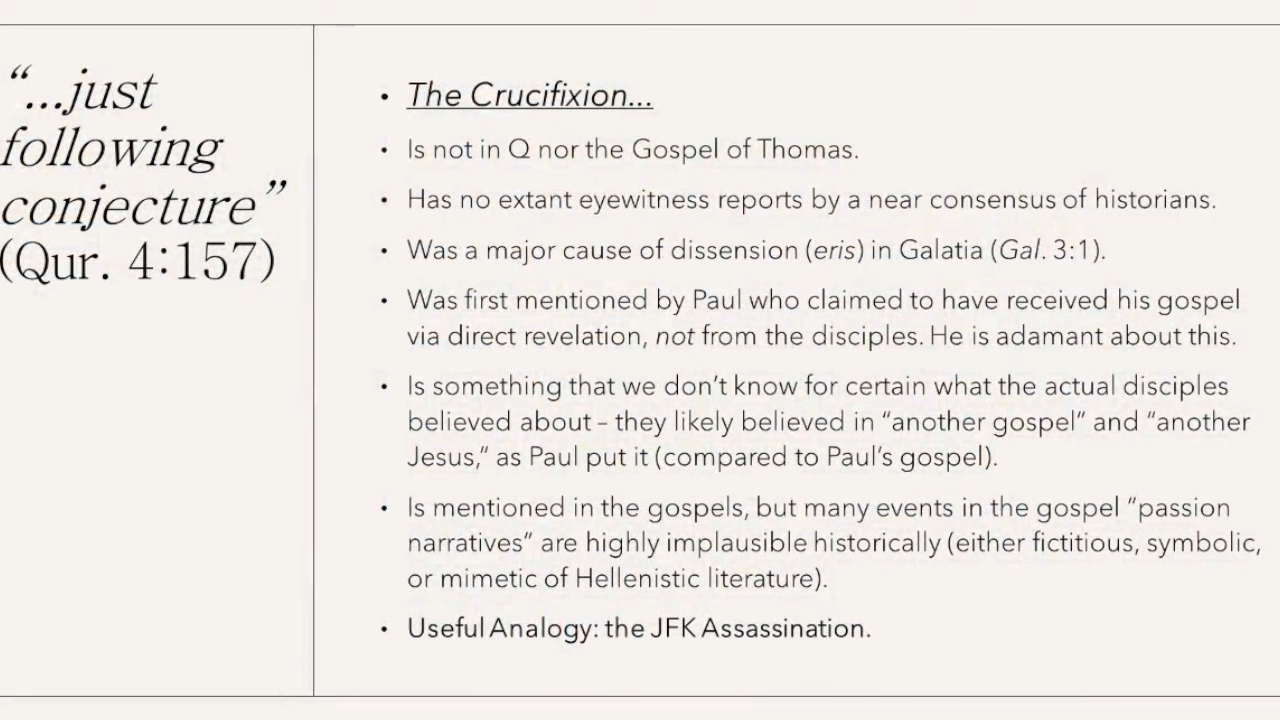 “...just
following
conjecture”
(Qur. 4:157)
• The Crucifixion...
• Is not in Q nor the Gospel of Thomas.
• Has no extant eyewitness reports by a near consensus of historians.
• Was a major cause of dissension (eris) in Galatia (Gal. 3:1).
• Was first mentioned by Paul who claimed to have received his gospel
via direct revelation, not from the disciples. He is adamant about this.
• Is something that we don’t know for certain what the actual disciples
believed about – they likely believed in “another gospel” and “another
Jesus,” as Paul put it (compared to Paul’s gospel).
• Is mentioned in the gospels, but many events in the gospel “passion
narratives” are highly implausible historically (either fictitious, symbolic,
or mimetic of Hellenistic literature).
• Useful Analogy: the JFK Assassination.